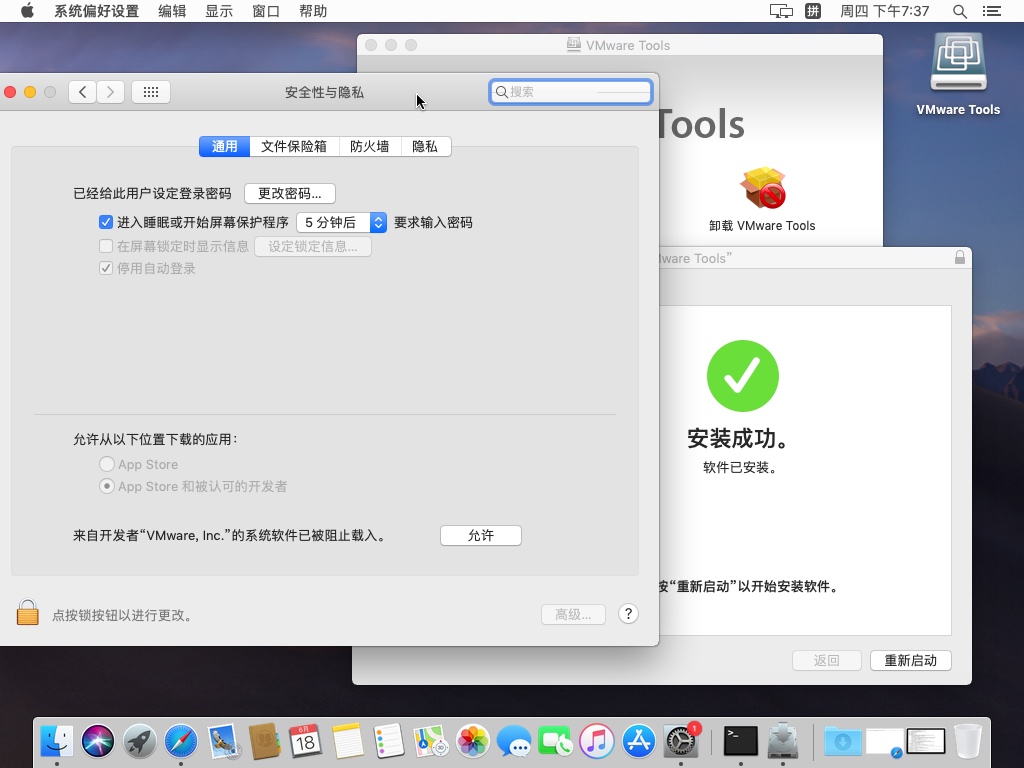 系统偏好设置 编辑 显示 窗口 帮助 拼 周四 下午7:37
VMware Tools
VMware Tools
安全性与隐私 搜索
Tools
通用 文件保险箱 防火墙 隐私
已经给此用户设定登录密码 更改密码...
进入睡眠或开始屏幕保护程序 5 分钟后 要求输入密码
在屏幕锁定时显示信息 设定锁定信息...
停用自动登录
卸载 VMware Tools
ware Tools”
允许从以下位置下载的应用：
App Store
App Store 和被认可的开发者
来自开发者“VMware, Inc.”的系统软件已被阻止载入。 允许
安装成功。
软件已安装。
按“重新启动”以开始安装软件。
点按锁按钮以进行更改。 高级... ?
返回 重新启动
6月
18
1